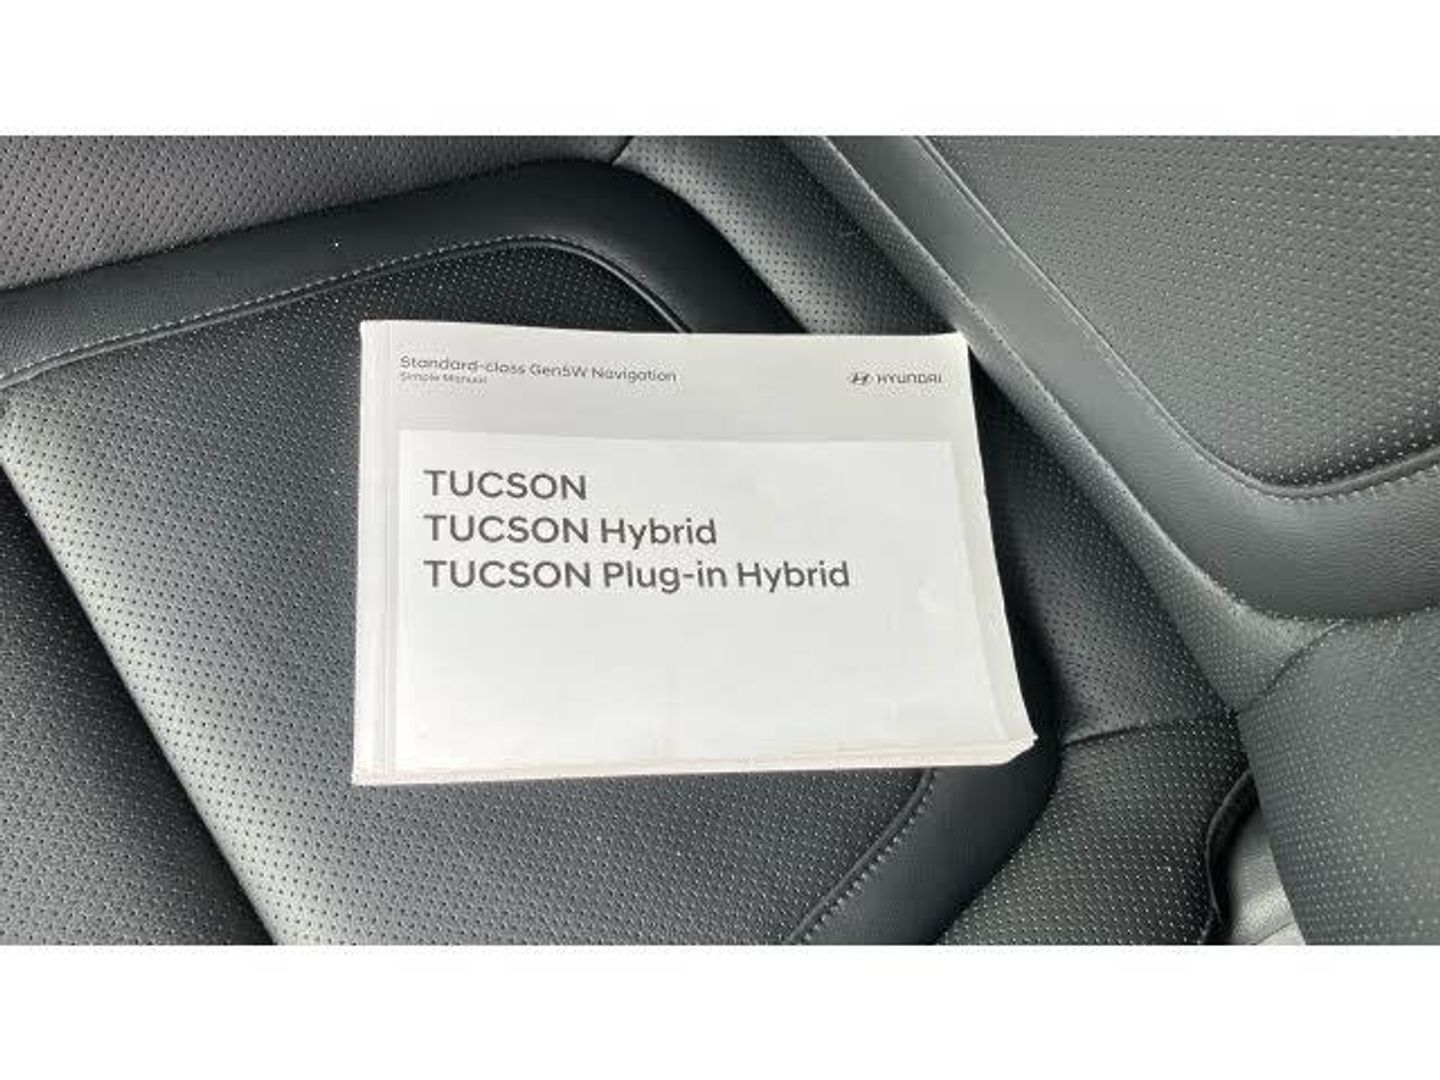 Standard-class Gen5W Navigation
Simple Manual
HYUNDAI
TUCSON
TUCSON Hybrid
TUCSON Plug-in Hybrid